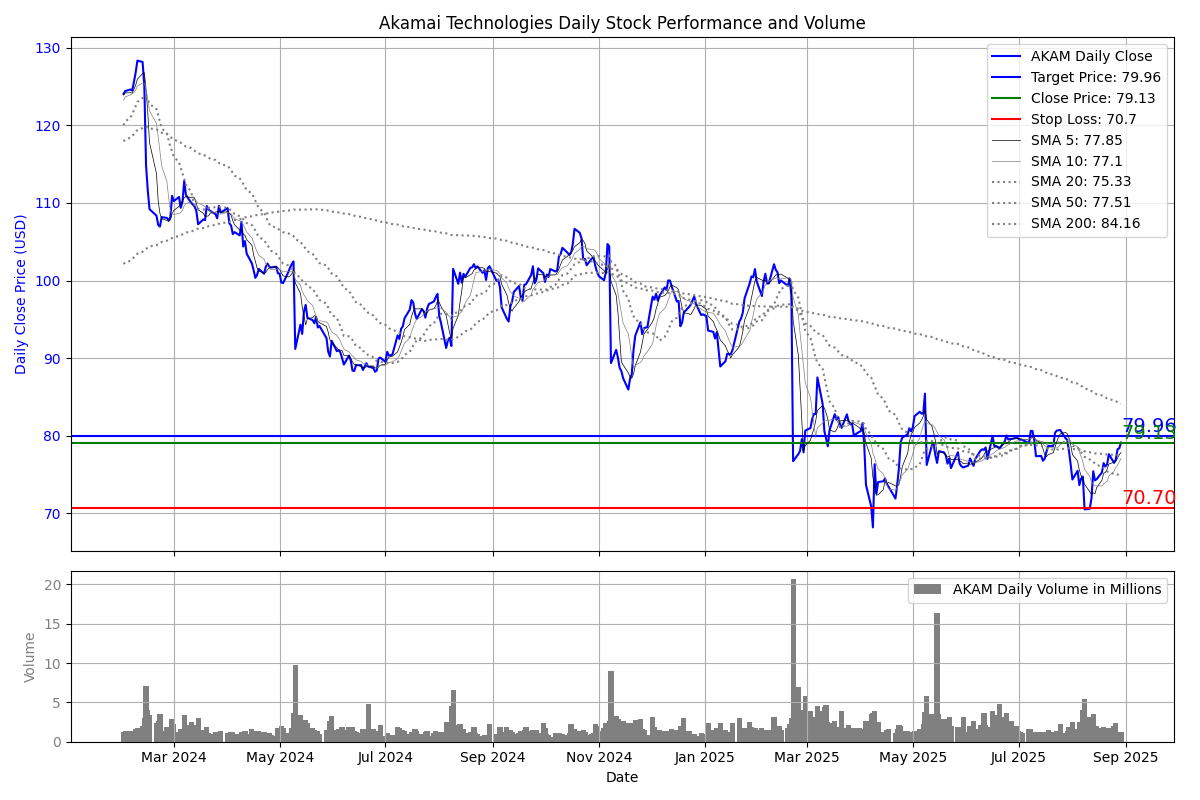 Akamai Technologies Daily Stock Performance and Volume
130
120
110
100
90
80
70
Daily Close Price (USD)
AKAM Daily Close
Target Price: 79.96
Close Price: 79.13
Stop Loss: 70.7
SMA 5: 77.85
SMA 10: 77.1
SMA 20: 75.33
SMA 50: 77.51
SMA 200: 84.16
79.96
79.13
70.70
20
15
10
5
0
Volume
AKAM Daily Volume in Millions
Mar 2024
May 2024
Jul 2024
Sep 2024
Nov 2024
Jan 2025
Mar 2025
May 2025
Jul 2025
Sep 2025
Date